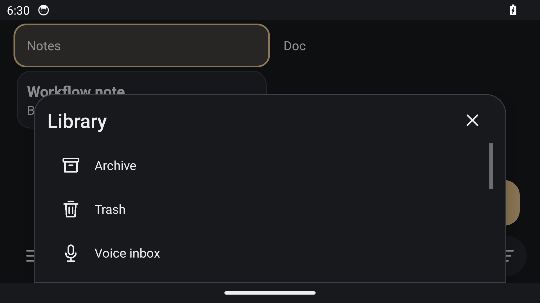 6:30
Notes
Doc
Workflow note
Library
Archive
Trash
Voice inbox